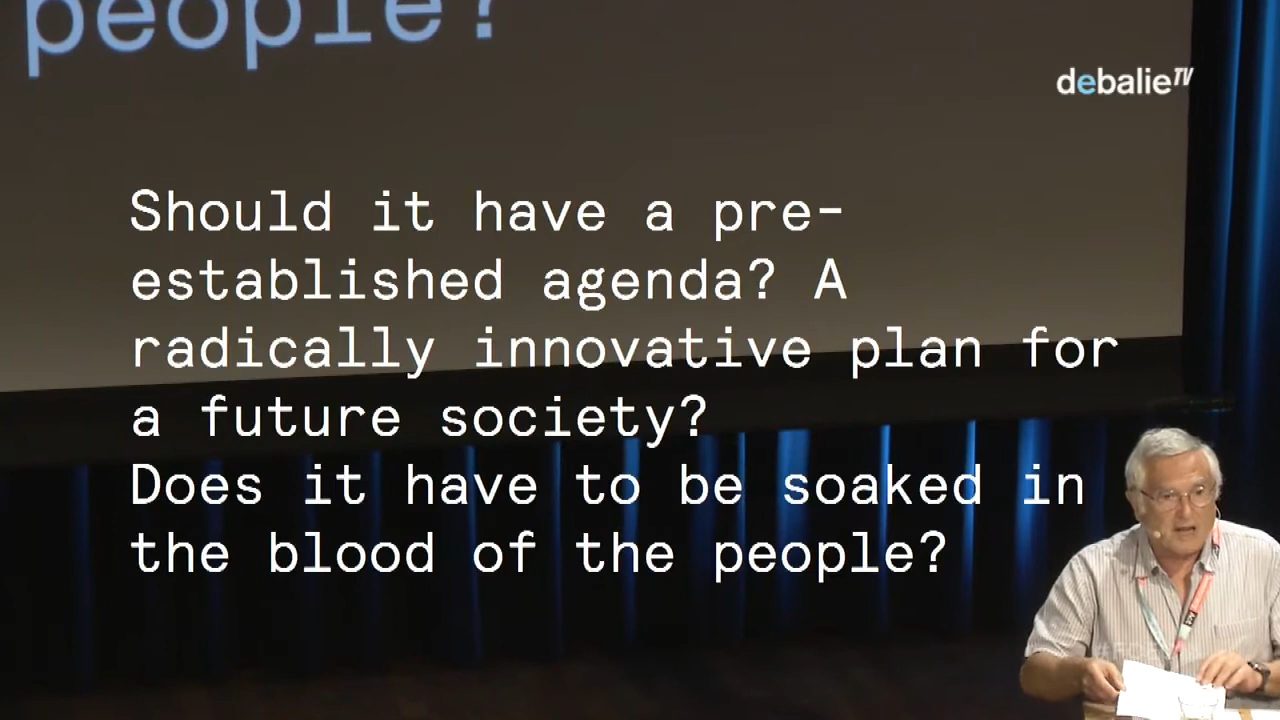 people?
debalieTV
Should it have a pre-
established agenda? A
radically innovative plan for
a future society?
Does it have to be soaked in
the blood of the people?